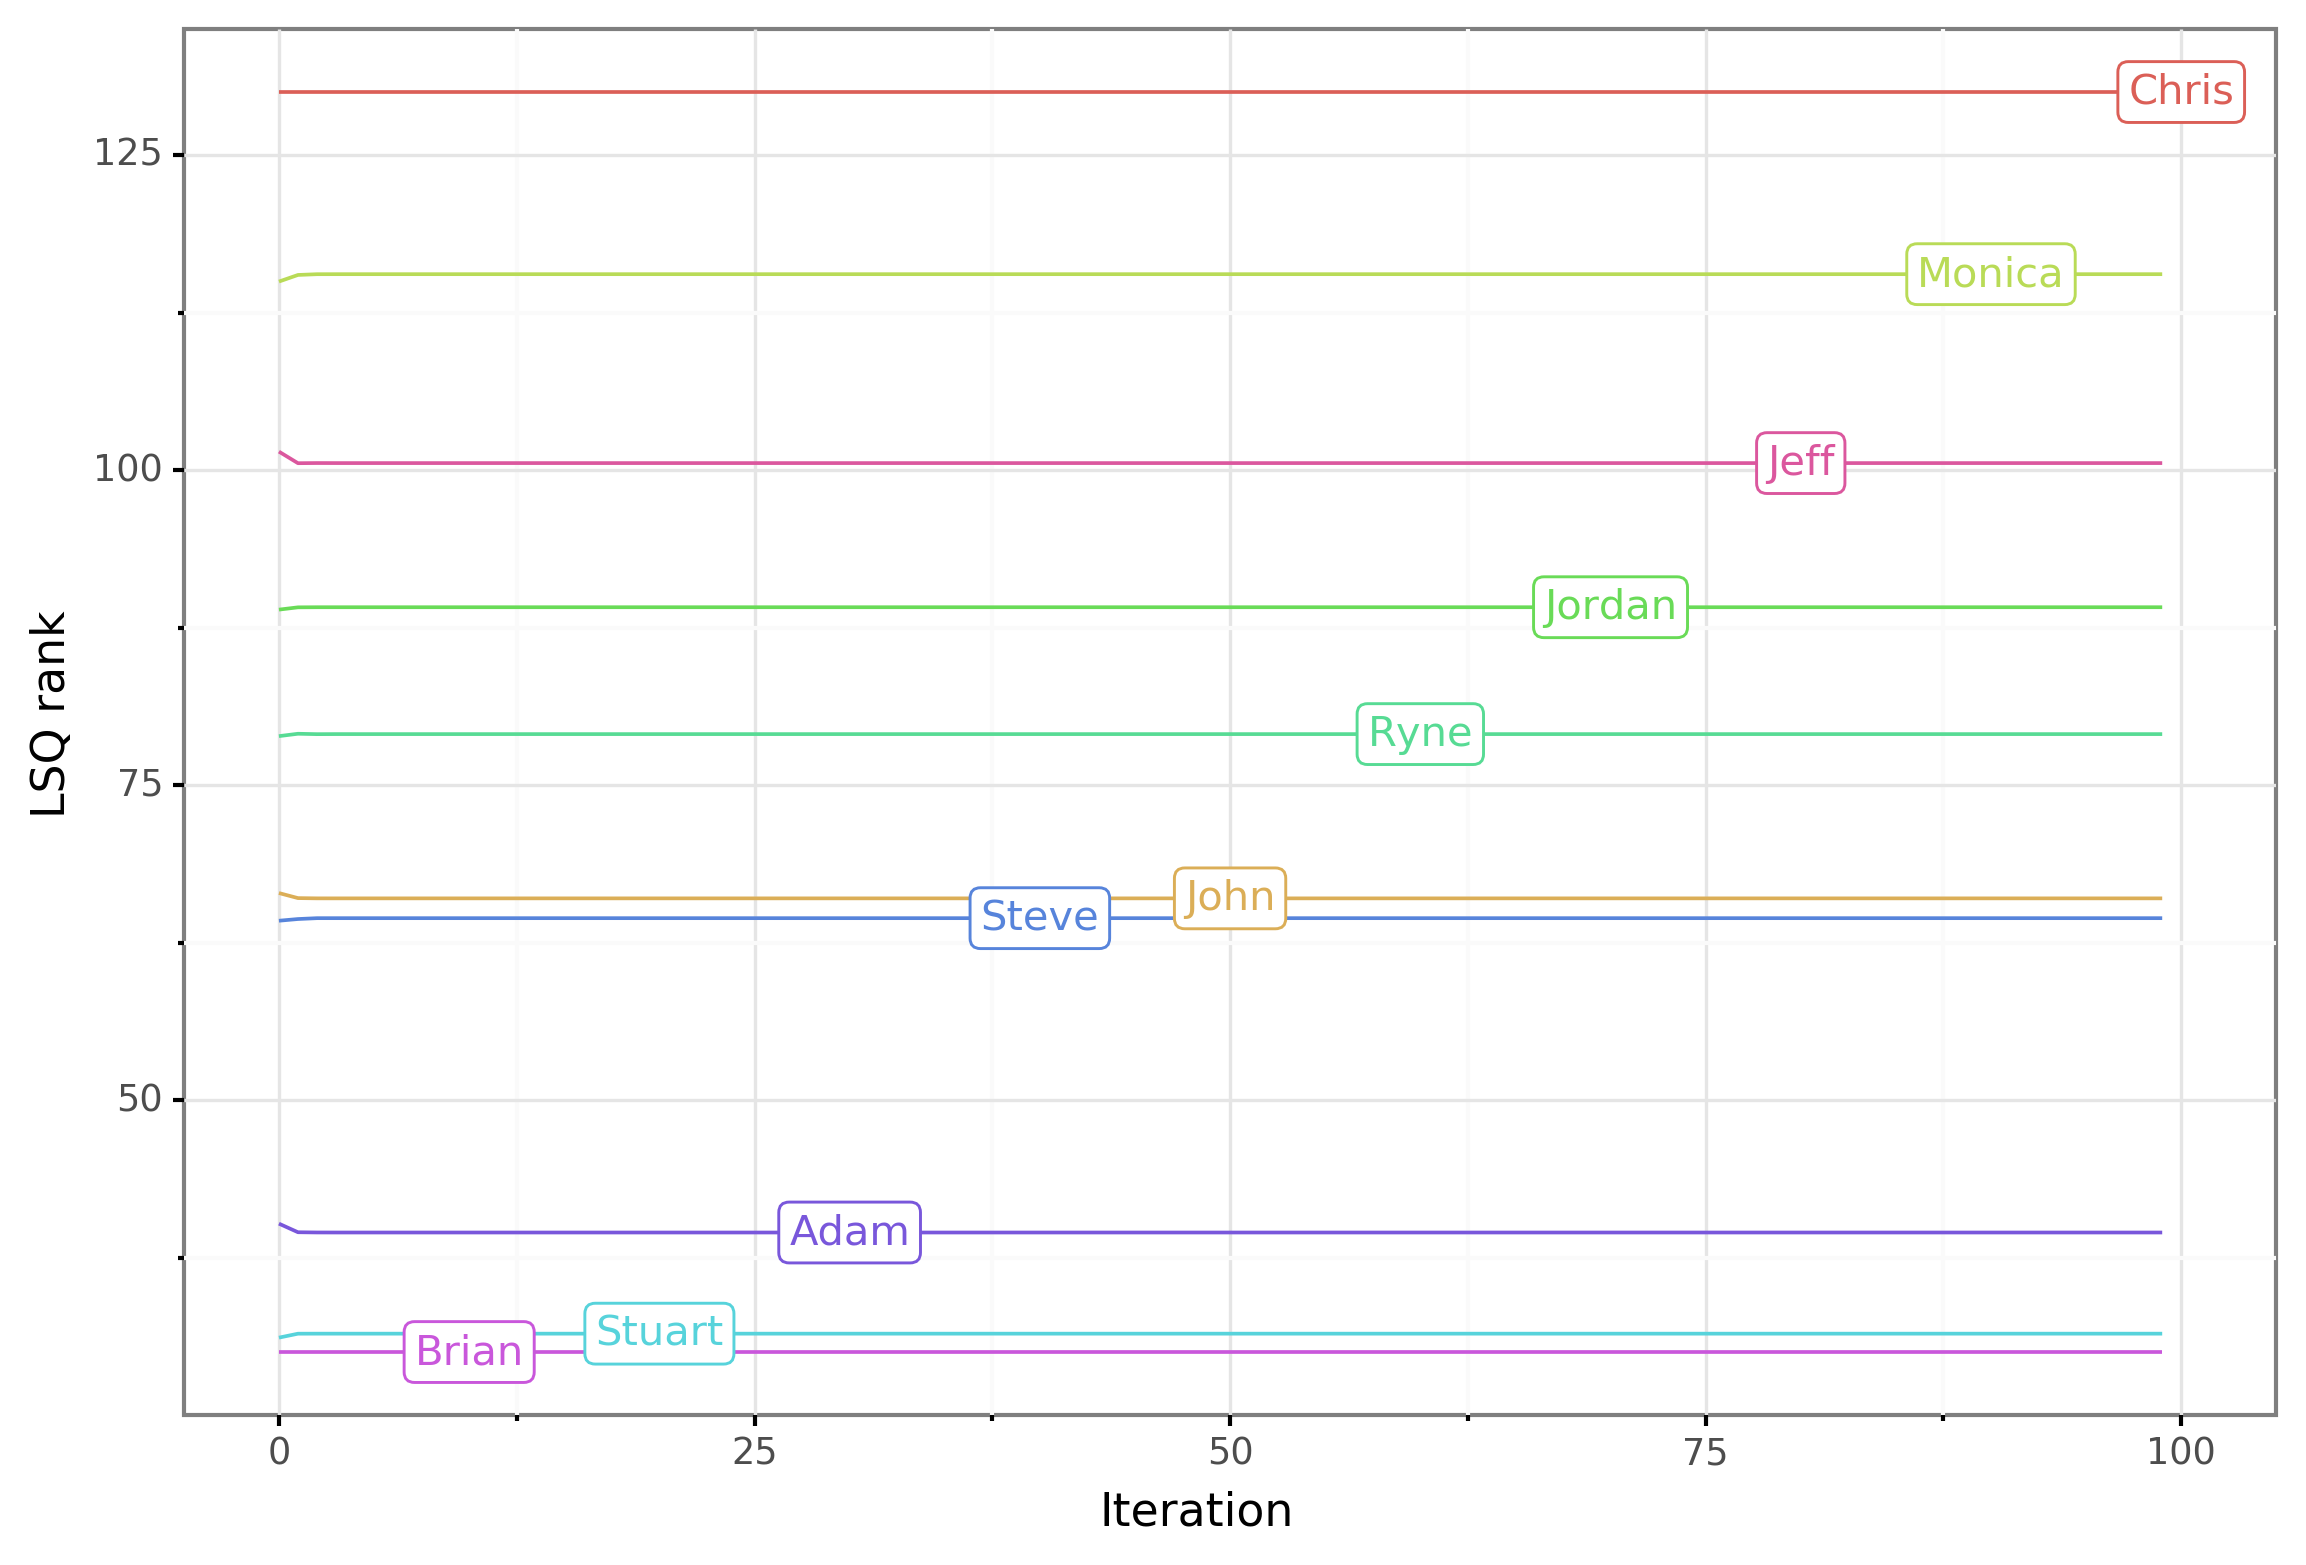 Chris
125
Monica
100
Jeff
Jordan
Ryne
75
John
Steve
LSQ rank
50
Adam
Stuart
Brian
0 25 50 75 100
Iteration